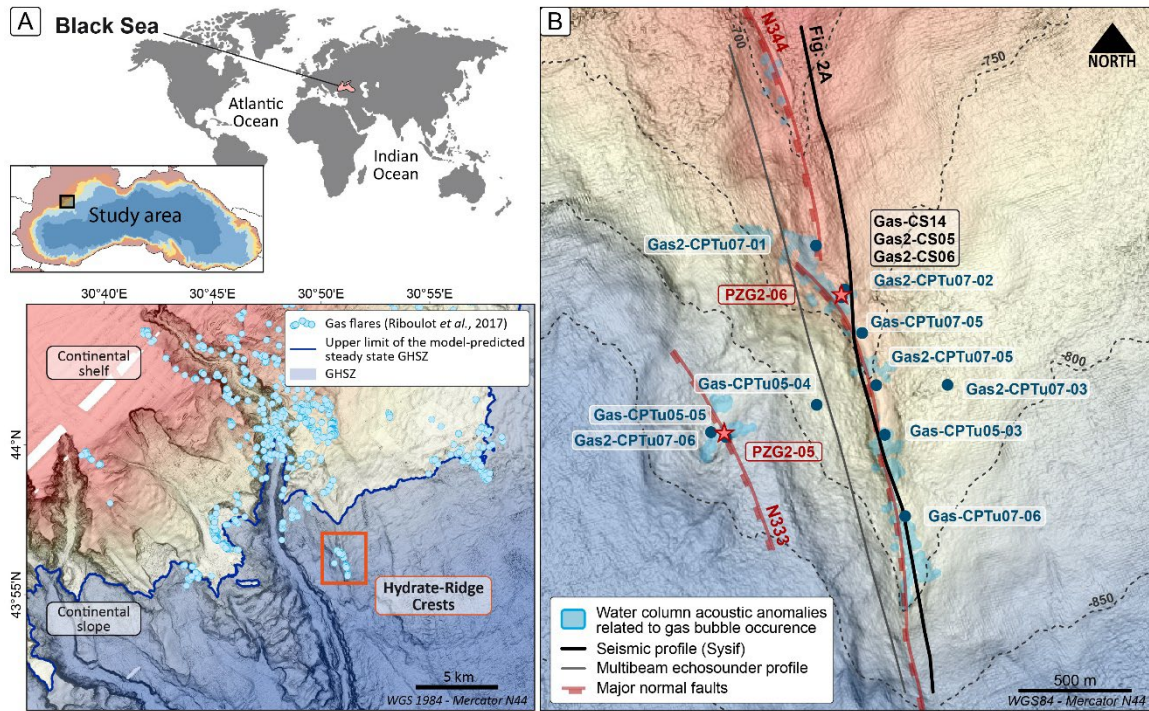 A
Black Sea
Atlantic
Ocean
Indian
Ocean
Study area
30°40'E
30°45'E
30°50'E
30°55'E
Gas flares (Riboulot et al., 2017)
Upper limit of the model-predicted
steady state GHSZ
GHSZ
Continental
shelf
44°N
43°55'N
Hydrate-Ridge
Crests
Continental
slope
5 km
WGS 1984 - Mercator N44
B
N344
-700
Fig. 2A
-750
NORTH
Gas-CS14
Gas2-CS05
Gas2-CS06
Gas2-CPTu07-01
Gas2-CPTu07-02
PZG2-06
Gas-CPTu07-05
-800
Gas2-CPTu07-05
Gas-CPTu05-04
Gas2-CPTu07-03
Gas-CPTu05-05
Gas2-CPTu07-06
Gas-CPTu05-03
PZG2-05
N333
Gas-CPTu07-06
-850
Water column acoustic anomalies
related to gas bubble occurence
Seismic profile (Sysif)
Multibeam echosounder profile
Major normal faults
500 m
WGS84 - Mercator N44